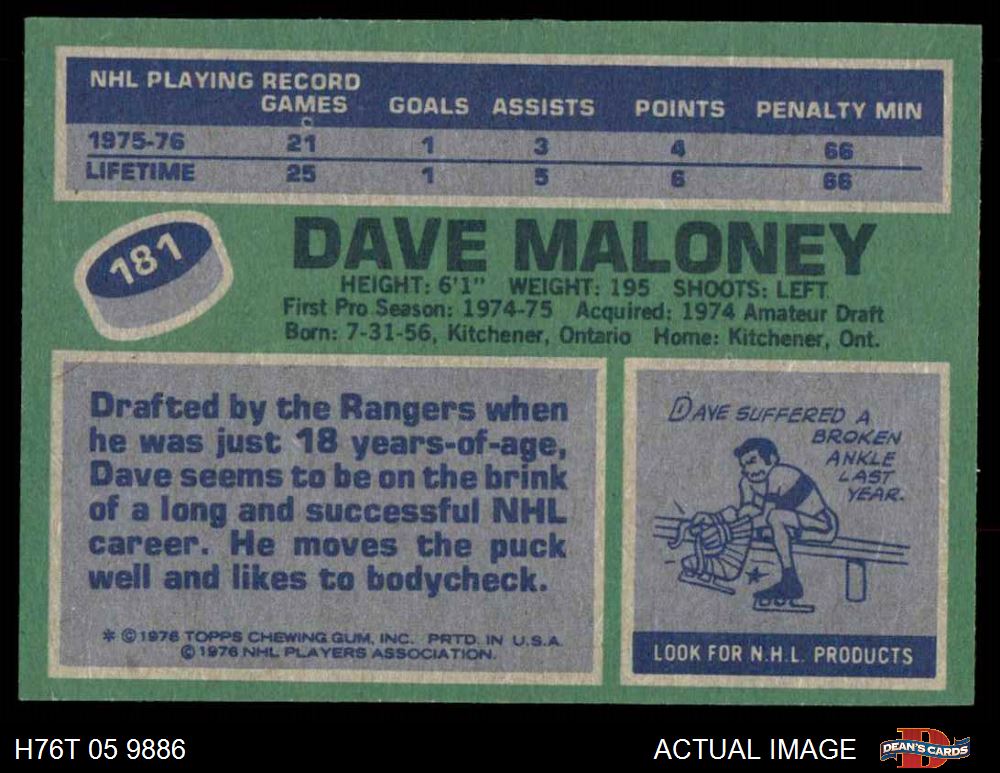 NHL PLAYING RECORD
GAMES GOALS ASSISTS POINTS PENALTY MIN
1975-76 21 1 3 4 66
LIFETIME 25 1 5 6 66
181
DAVE MALONEY
HEIGHT: 6'1" WEIGHT: 195 SHOOTS: LEFT
First Pro Season: 1974-75 Acquired: 1974 Amateur Draft
Born: 7-31-56, Kitchener, Ontario Home: Kitchener, Ont.
Drafted by the Rangers when
he was just 18 years-of-age,
Dave seems to be on the brink
of a long and successful NHL
career. He moves the puck
well and likes to bodycheck.
* © 1976 TOPPS CHEWING GUM, INC. PRTD. IN U.S.A.
© 1976 NHL PLAYERS ASSOCIATION.
DAVE SUFFERED A
BROKEN
ANKLE
LAST
YEAR.
LOOK FOR N.H.L. PRODUCTS
H76T 05 9886
ACTUAL IMAGE
D
DEAN'S CARDS